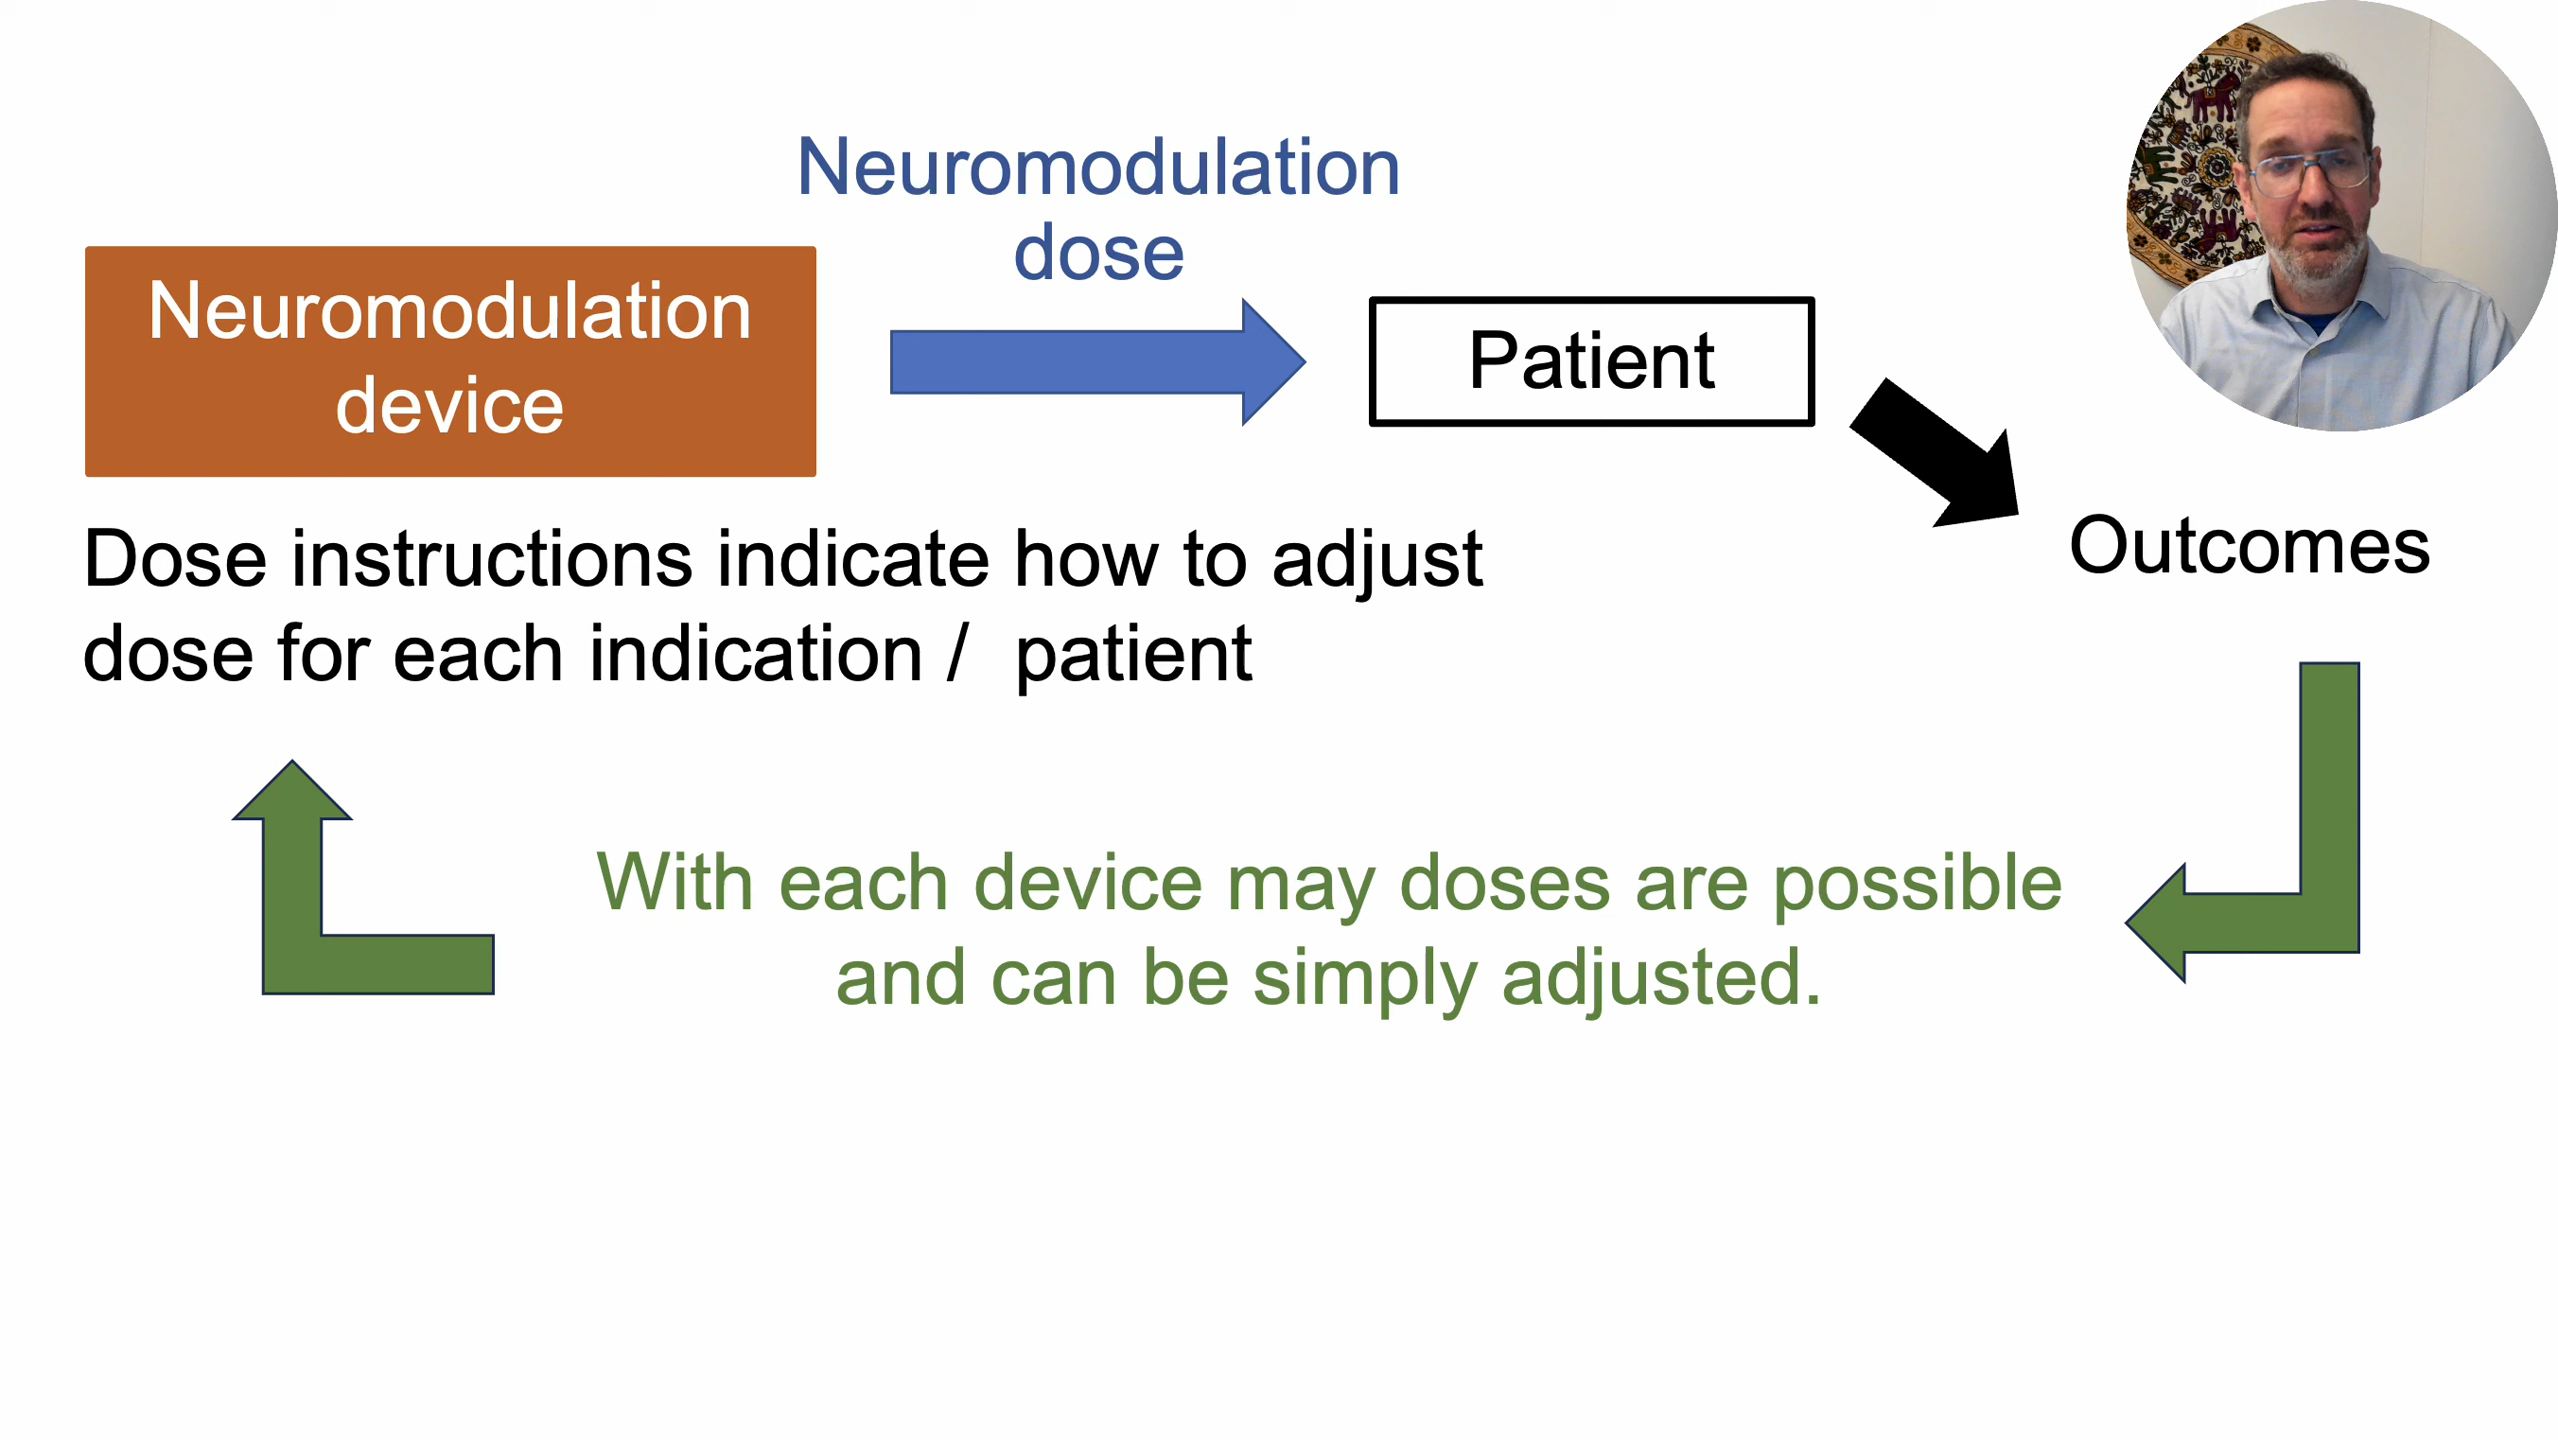 Neuromodulation
dose
Neuromodulation
device
Patient
Outcomes
Dose instructions indicate how to adjust
dose for each indication /  patient
With each device may doses are possible
and can be simply adjusted.